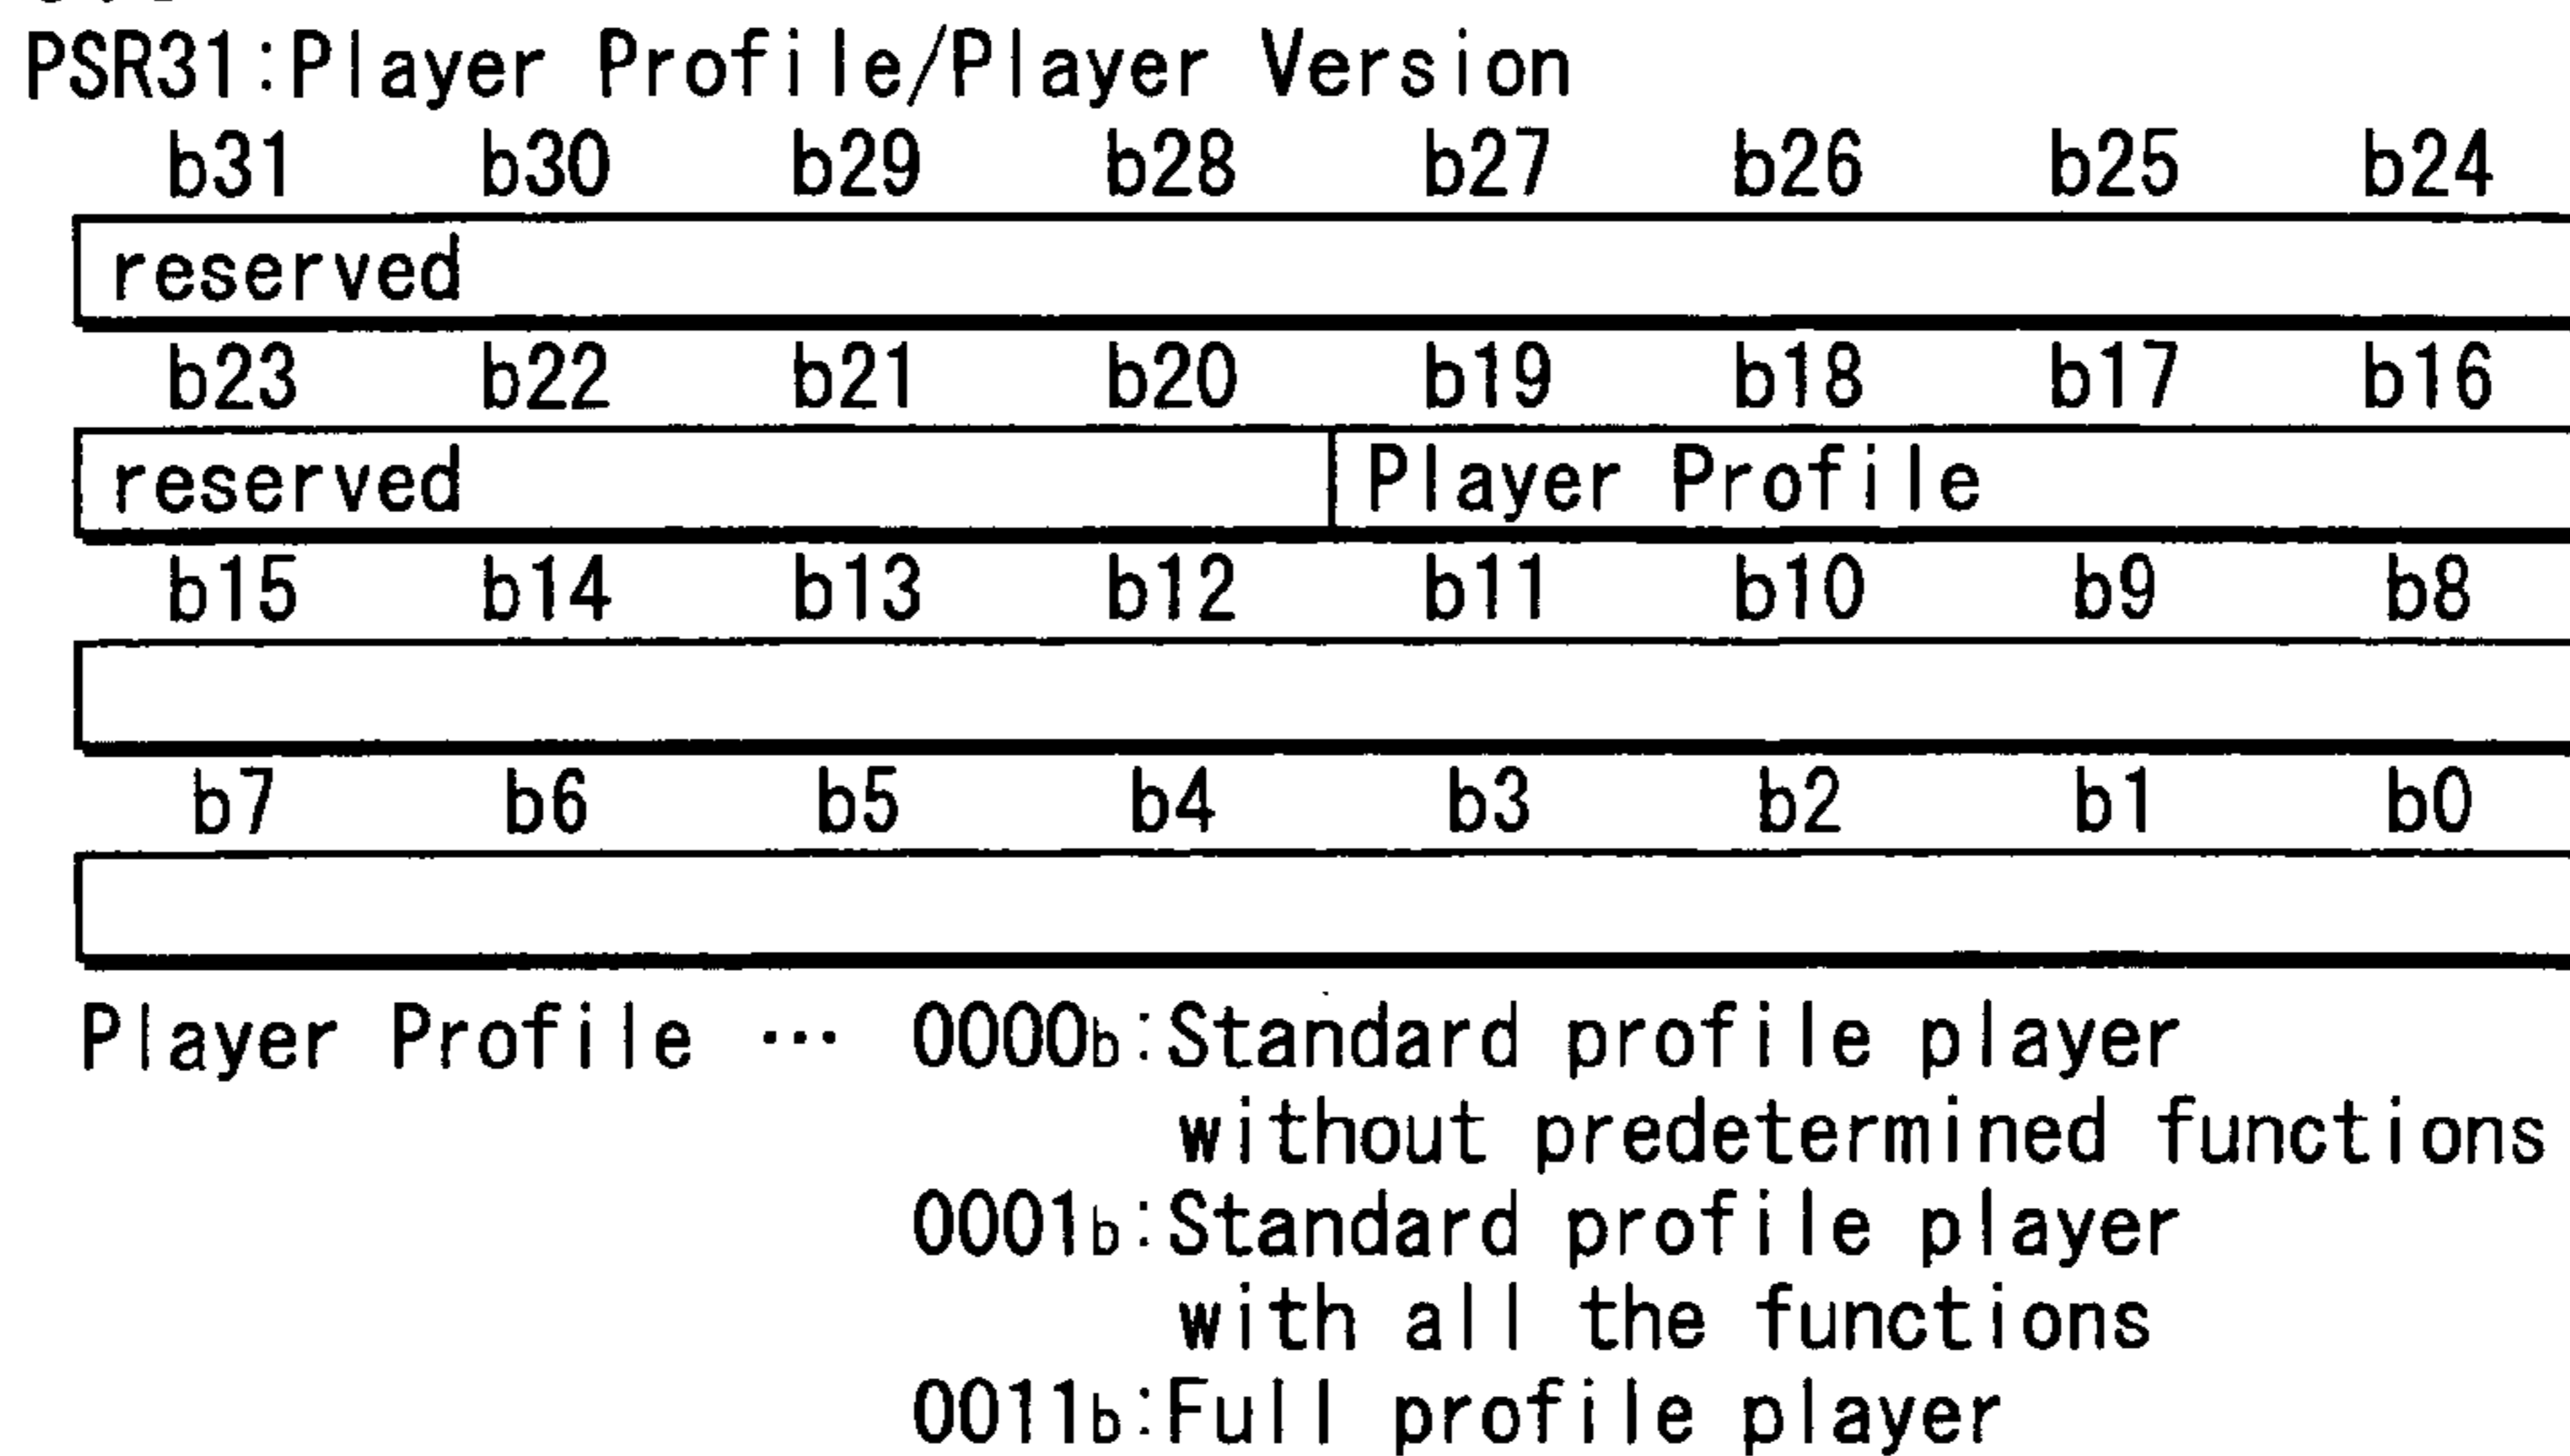 PSR31:Player Profile/Player Version
b31 b30 b29 b28 b27 b26 b25 b24
reserved
b23 b22 b21 b20 b19 b18 b17 b16
reserved Player Profile
b15 b14 b13 b12 b11 b10 b9 b8
b7 b6 b5 b4 b3 b2 b1 b0
Player Profile … 0000b:Standard profile player
without predetermined functions
0001b:Standard profile player
with all the functions
0011b:Full profile player